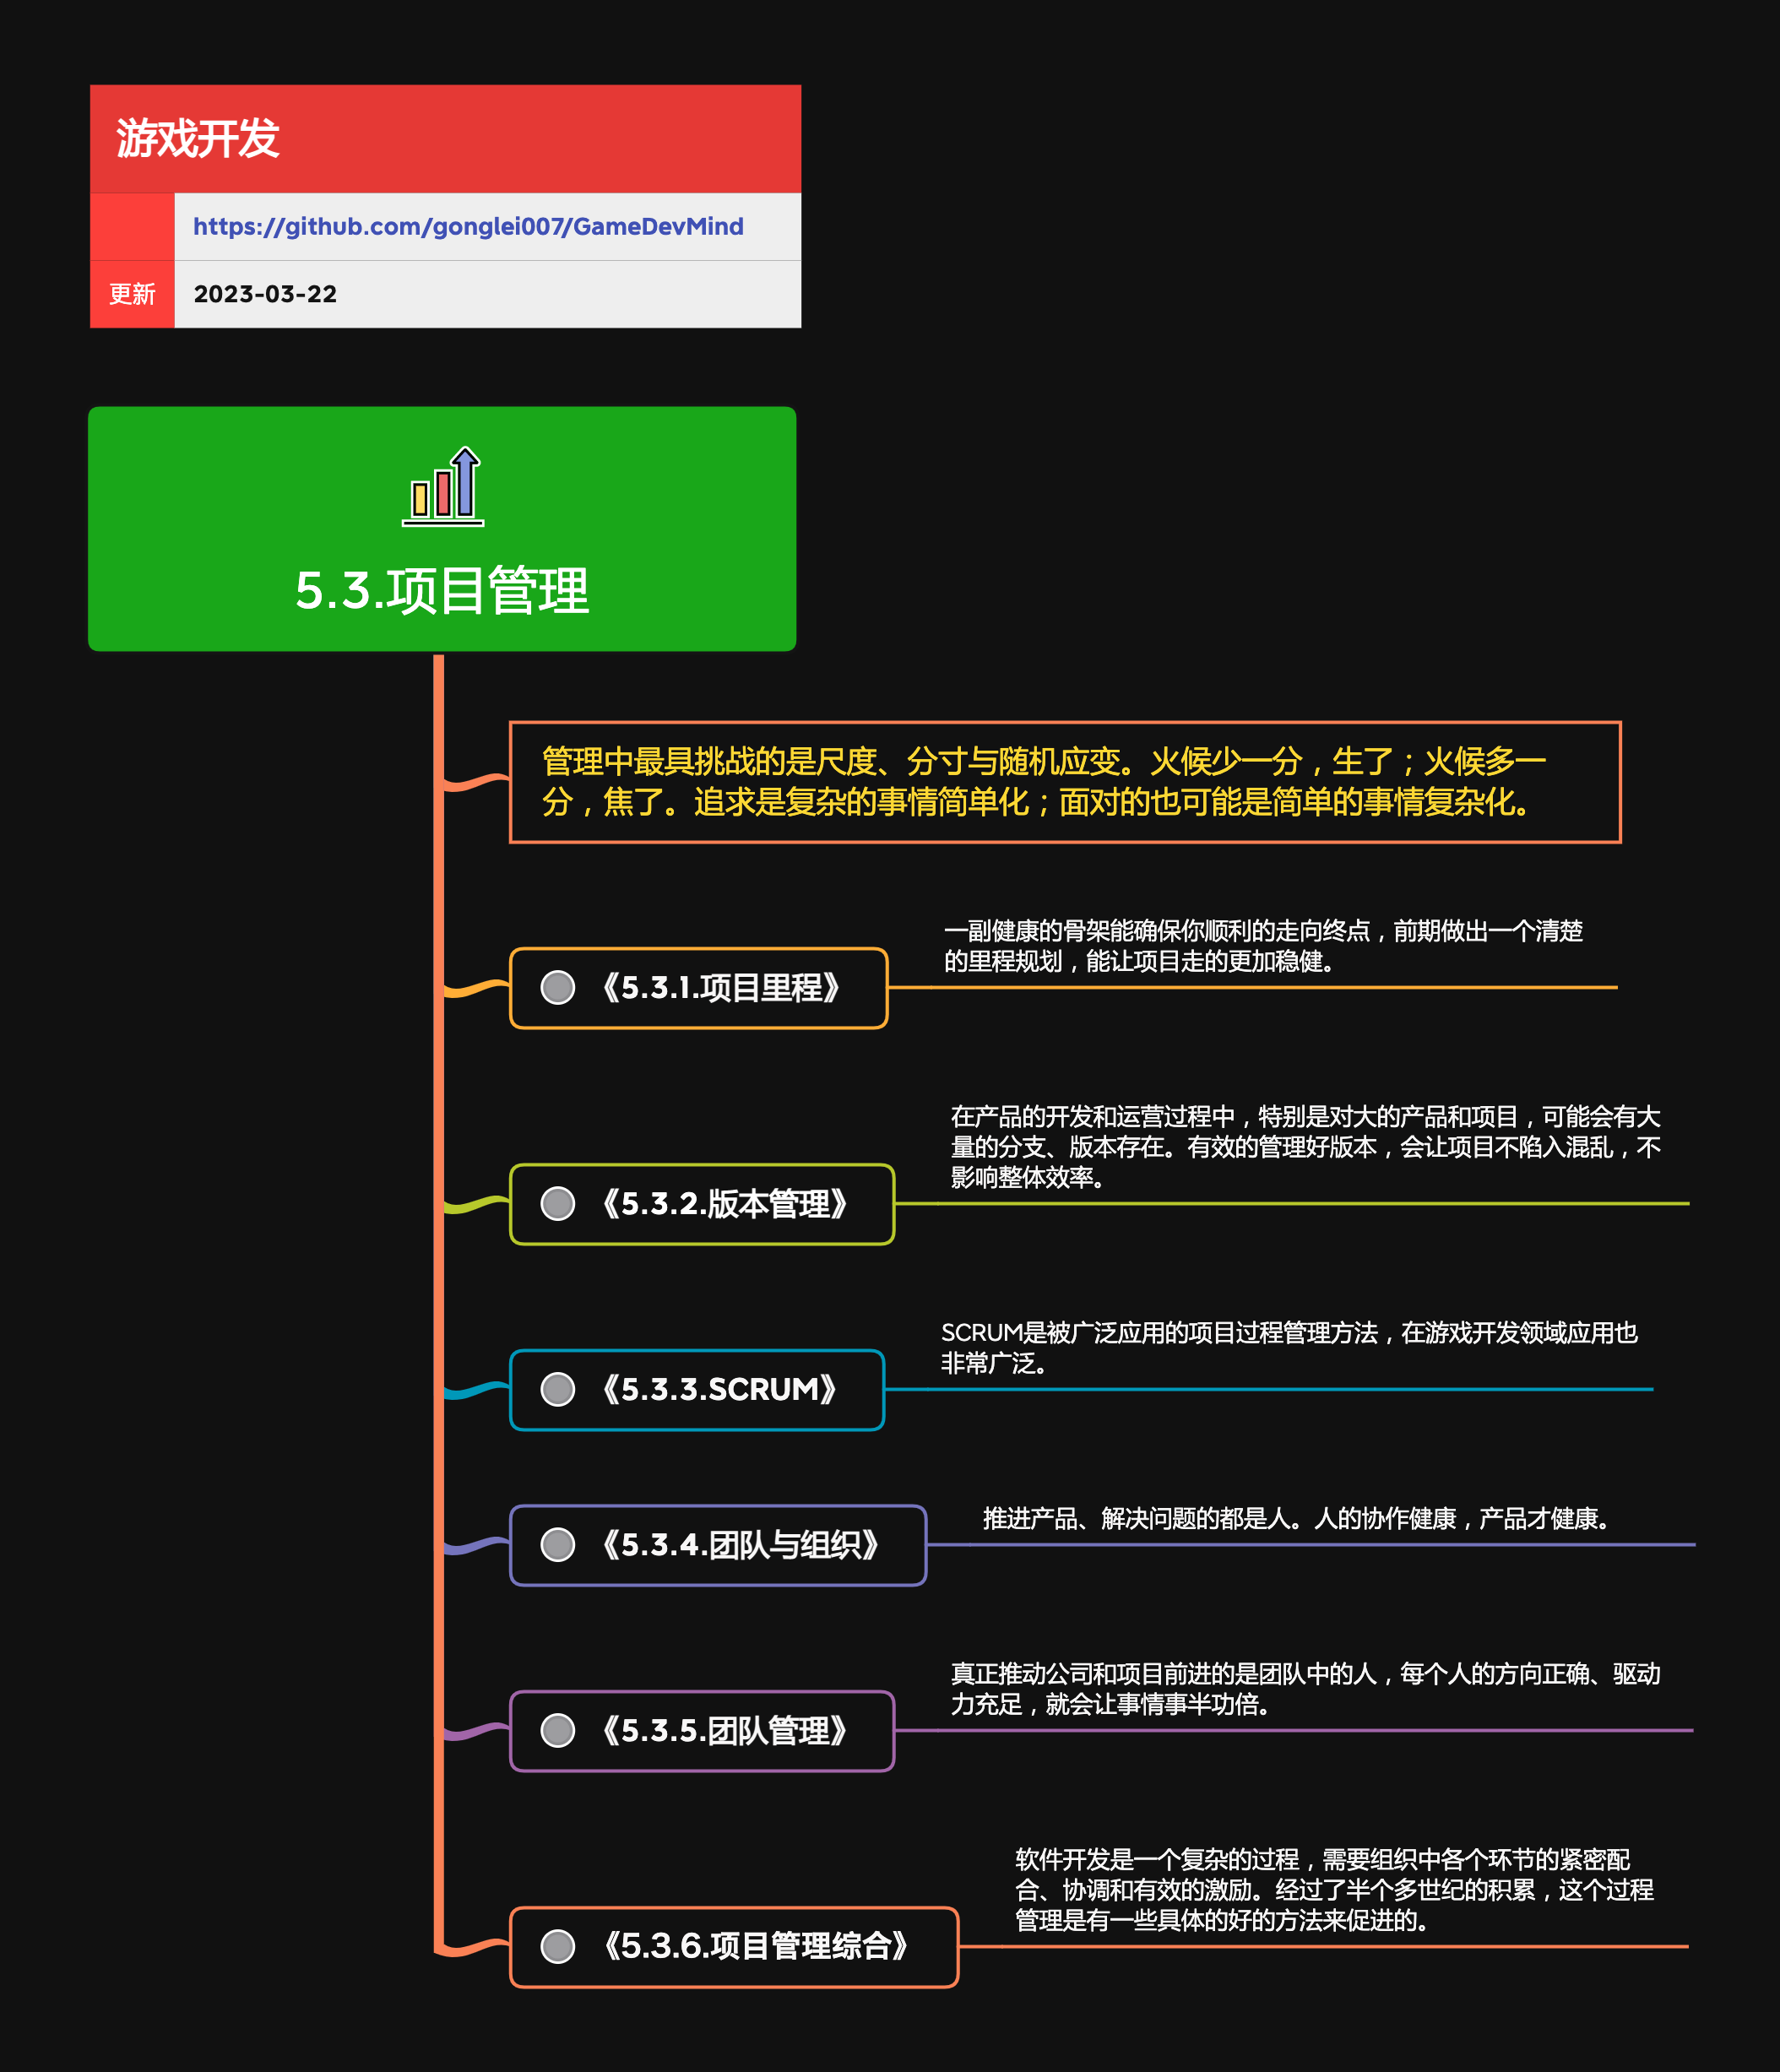 游戏开发
https://github.com/gonglei007/GameDevMind
更新
2023-03-22
5.3.项目管理
管理中最具挑战的是尺度、分寸与随机应变。火候少一分，生了；火候多一
分，焦了。追求是复杂的事情简单化；面对的也可能是简单的事情复杂化。
一副健康的骨架能确保你顺利的走向终点，前期做出一个清楚
的里程规划，能让项目走的更加稳健。
《5.3.1.项目里程》
在产品的开发和运营过程中，特别是对大的产品和项目，可能会有大
量的分支、版本存在。有效的管理好版本，会让项目不陷入混乱，不
影响整体效率。
《5.3.2.版本管理》
SCRUM是被广泛应用的项目过程管理方法，在游戏开发领域应用也
非常广泛。
《5.3.3.SCRUM》
推进产品、解决问题的都是人。人的协作健康，产品才健康。
《5.3.4.团队与组织》
真正推动公司和项目前进的是团队中的人，每个人的方向正确、驱动
力充足，就会让事情事半功倍。
《5.3.5.团队管理》
软件开发是一个复杂的过程，需要组织中各个环节的紧密配
合、协调和有效的激励。经过了半个多世纪的积累，这个过程
管理是有一些具体的好的方法来促进的。
《5.3.6.项目管理综合》